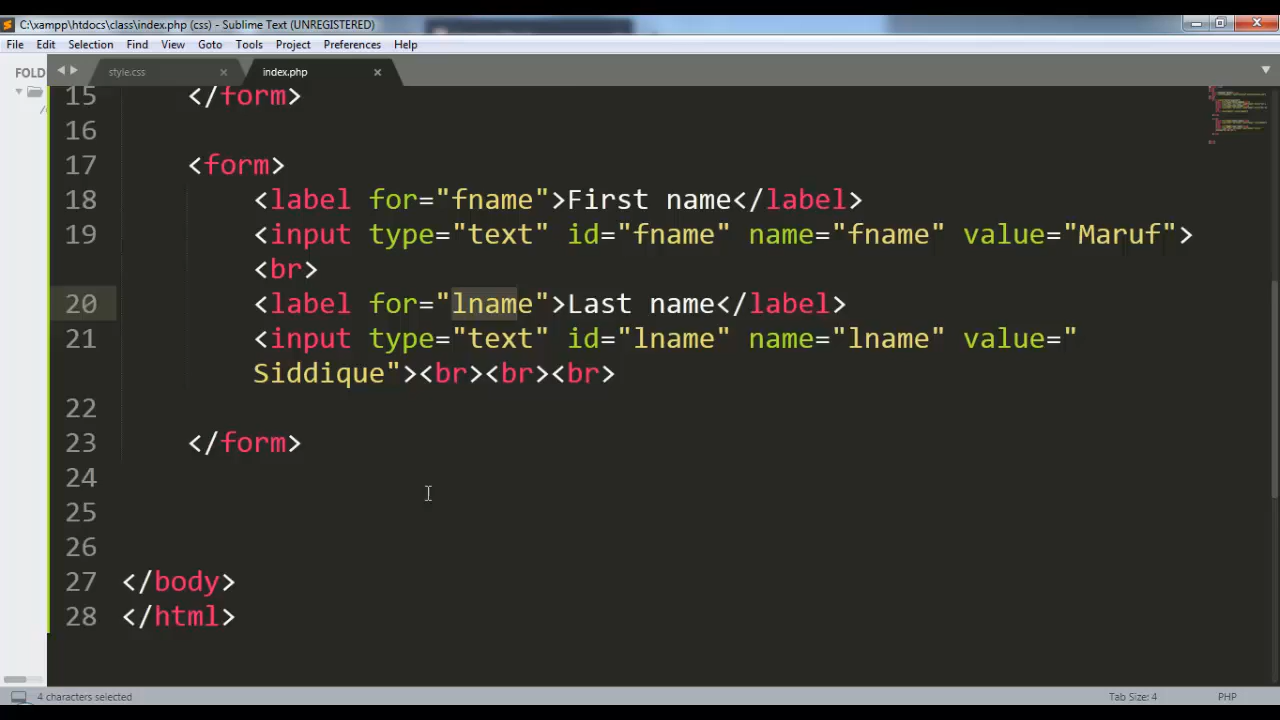 C:\xampp\htdocs\class\index.php (css) - Sublime Text (UNREGISTERED)
File Edit Selection Find View Goto Tools Project Preferences Help
FOLD
style.css
index.php
15 </form>
16
17 <form>
18 <label for="fname">First name</label>
19 <input type="text" id="fname" name="fname" value="Maruf">
<br>
20 <label for="lname">Last name</label>
21 <input type="text" id="lname" name="lname" value="
Siddique"><br><br><br>
22
23 </form>
24
25
26
27 </body>
28 </html>
4 characters selected
Tab Size: 4
PHP